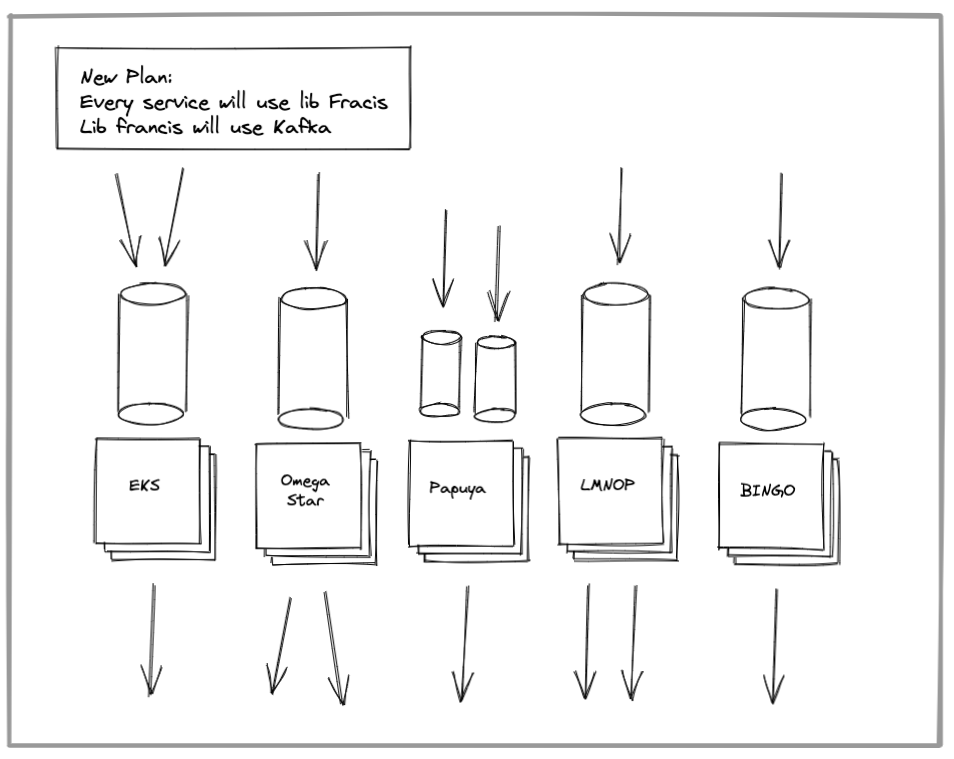 New Plan:
Every service will use lib Fracis
Lib francis will use Kafka
EKS
Omega
Star
Papuya
LMNOP
BINGO